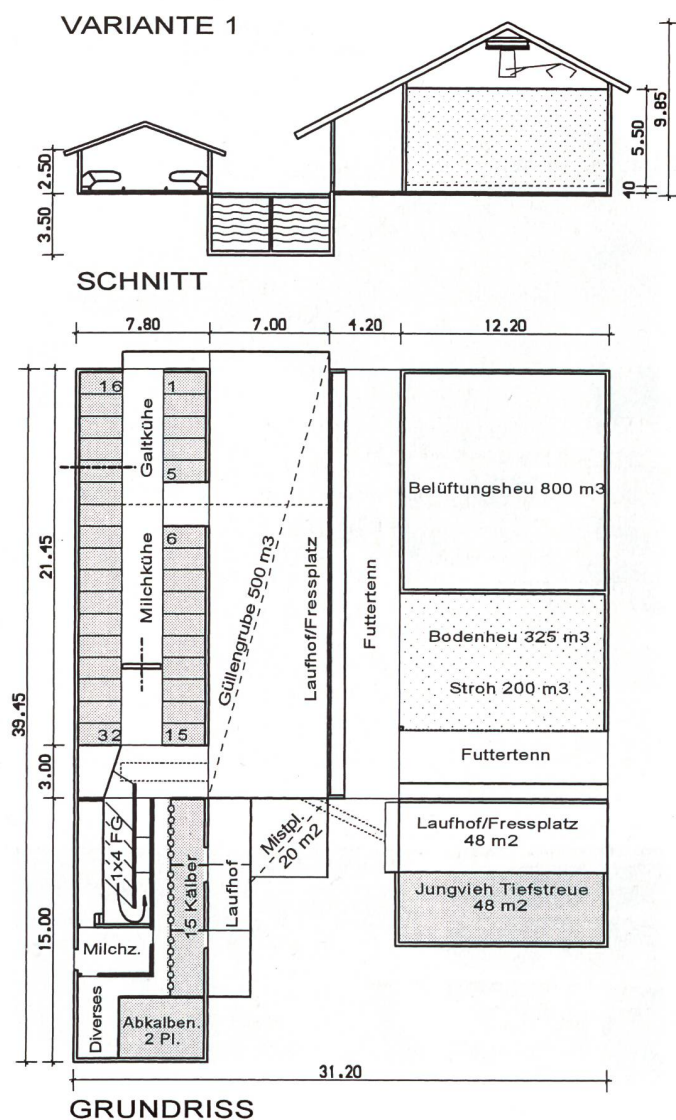 VARIANTE 1
9.85
5.50
40
2.50
3.50
SCHNITT
7.80
7.00
4.20
12.20
16
1
Galtkühe
5
6
Milchkühe
32
15
Güllengrube 500 m3
Laufhof/Fressplatz
Futtertenn
Belüftungsheu 800 m3
Bodenheu 325 m3
Stroh 200 m3
Futtertenn
39.45
21.45
3.00
15.00
1x4 FG
15 Kälber
Laufhof
Mistpl.
20 m2
Laufhof/Fressplatz
48 m2
Jungvieh Tiefstreue
48 m2
Milchz.
Diverses
Abkalben.
2 Pl.
31.20
GRUNDRISS